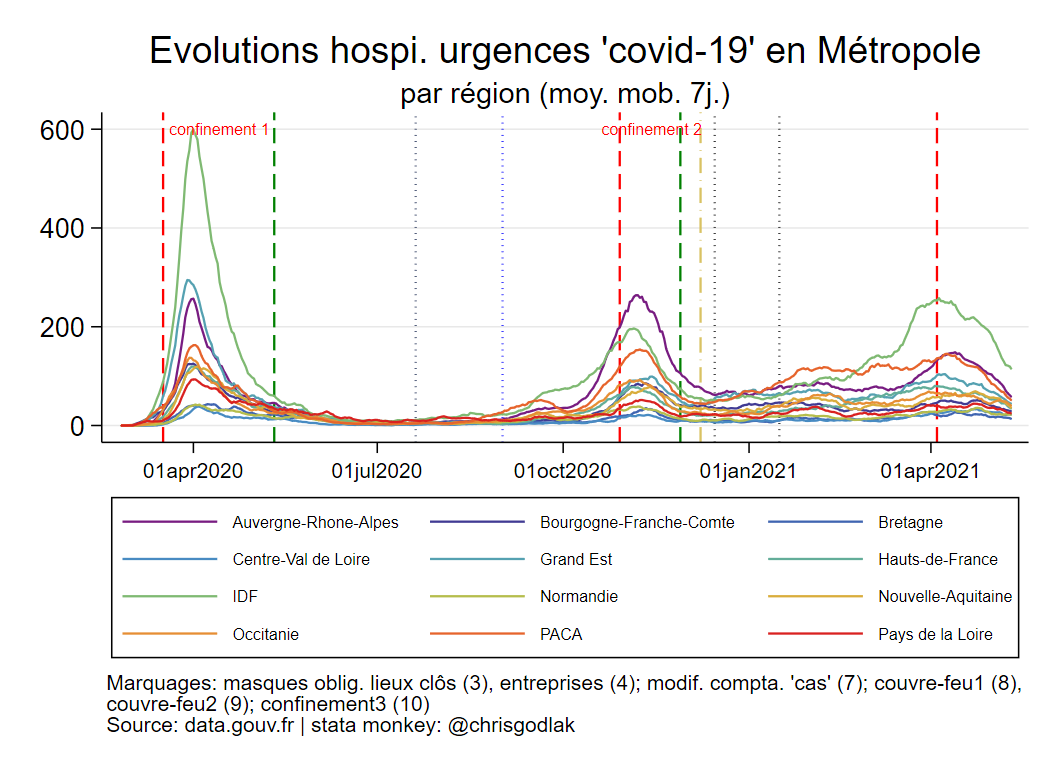 Evolutions hospi. urgences 'covid-19' en Métropole
par région (moy. mob. 7j.)
confinement 1
confinement 2
600
400
200
0
01apr2020
01jul2020
01oct2020
01jan2021
01apr2021
Auvergne-Rhone-Alpes
Bourgogne-Franche-Comte
Bretagne
Centre-Val de Loire
Grand Est
Hauts-de-France
IDF
Normandie
Nouvelle-Aquitaine
Occitanie
PACA
Pays de la Loire
Marquages: masques oblig. lieux clôs (3), entreprises (4); modif. compta. 'cas' (7); couvre-feu1 (8),
couvre-feu2 (9); confinement3 (10)
Source: data.gouv.fr | stata monkey: @chrisgodlak